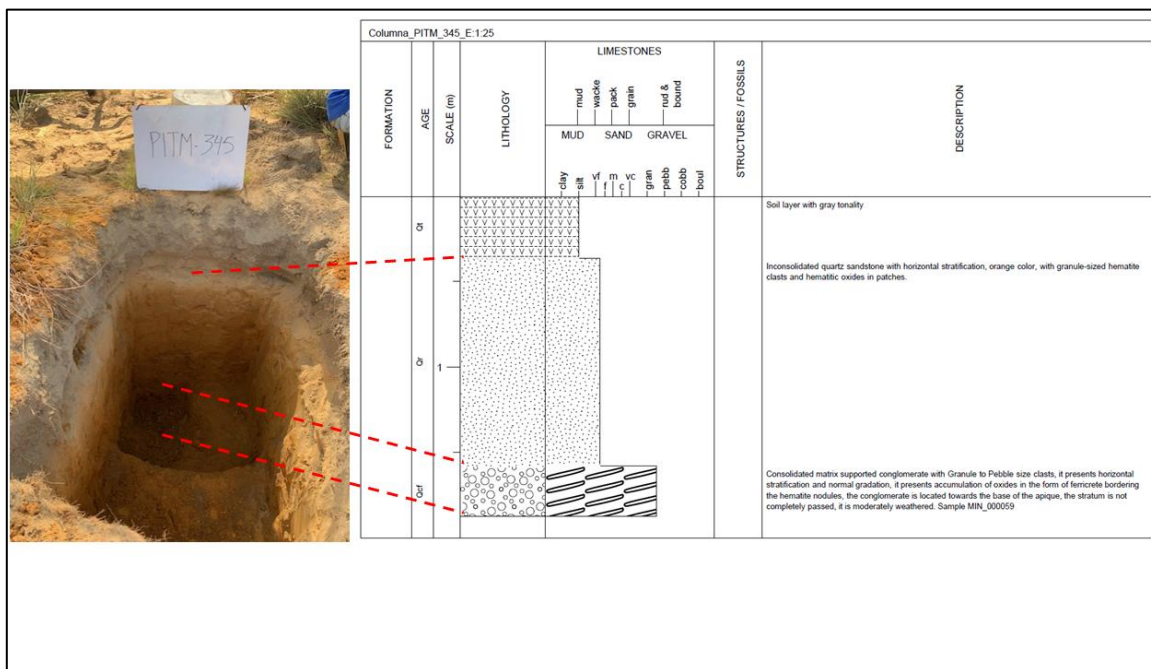 PITM-345
Columna_PITM_345_E:1:25
FORMATION
AGE
SCALE (m)
LITHOLOGY
LIMESTONES
mud
wacke
pack
grain
rud & bound
MUD SAND GRAVEL
clay
silt
vf
f
m
c
vc
gran
pebb
cobb
boul
STRUCTURES / FOSSILS
DESCRIPTION
Qt
Soil layer with gray tonality
Inconsolidated quartz sandstone with horizontal stratification, orange color, with granule-sized hematite
clasts and hematitic oxides in patches.
Qr
1
Qcf
Consolidated matrix supported conglomerate with Granule to Pebble size clasts, it presents horizontal
stratification and normal gradation, it presents accumulation of oxides in the form of ferricrete bordering
the hematite nodules, the conglomerate is located towards the base of the apique, the stratum is not
completely passed, it is moderately weathered. Sample MIN_000059